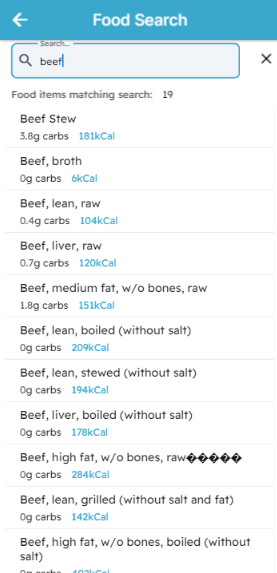 Food Search
Search...
beef
Food items matching search: 19
Beef Stew
3.8g carbs 181kCal
Beef, broth
0g carbs 6kCal
Beef, lean, raw
0.4g carbs 104kCal
Beef, liver, raw
0.7g carbs 120kCal
Beef, medium fat, w/o bones, raw
1.8g carbs 151kCal
Beef, lean, boiled (without salt)
0g carbs 209kCal
Beef, lean, stewed (without salt)
0g carbs 194kCal
Beef, liver, boiled (without salt)
0g carbs 178kCal
Beef, high fat, w/o bones, raw�����
0g carbs 284kCal
Beef, lean, grilled (without salt and fat)
0g carbs 142kCal
Beef, high fat, w/o bones, boiled (without
salt)
0g carbs